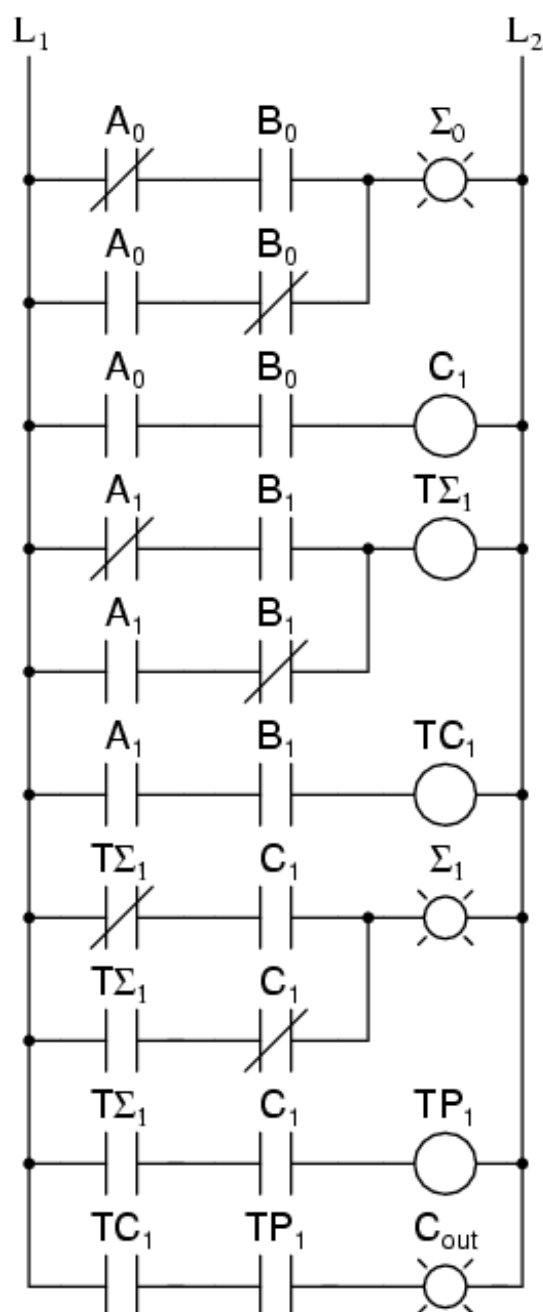 L₁ L₂
A₀ B₀ Σ₀
A₀ B₀
A₀ B₀ C₁
A₁ B₁ TΣ₁
A₁ B₁
A₁ B₁ TC₁
TΣ₁ C₁ Σ₁
TΣ₁ C₁
TΣ₁ C₁ TP₁
TC₁ TP₁ Cout